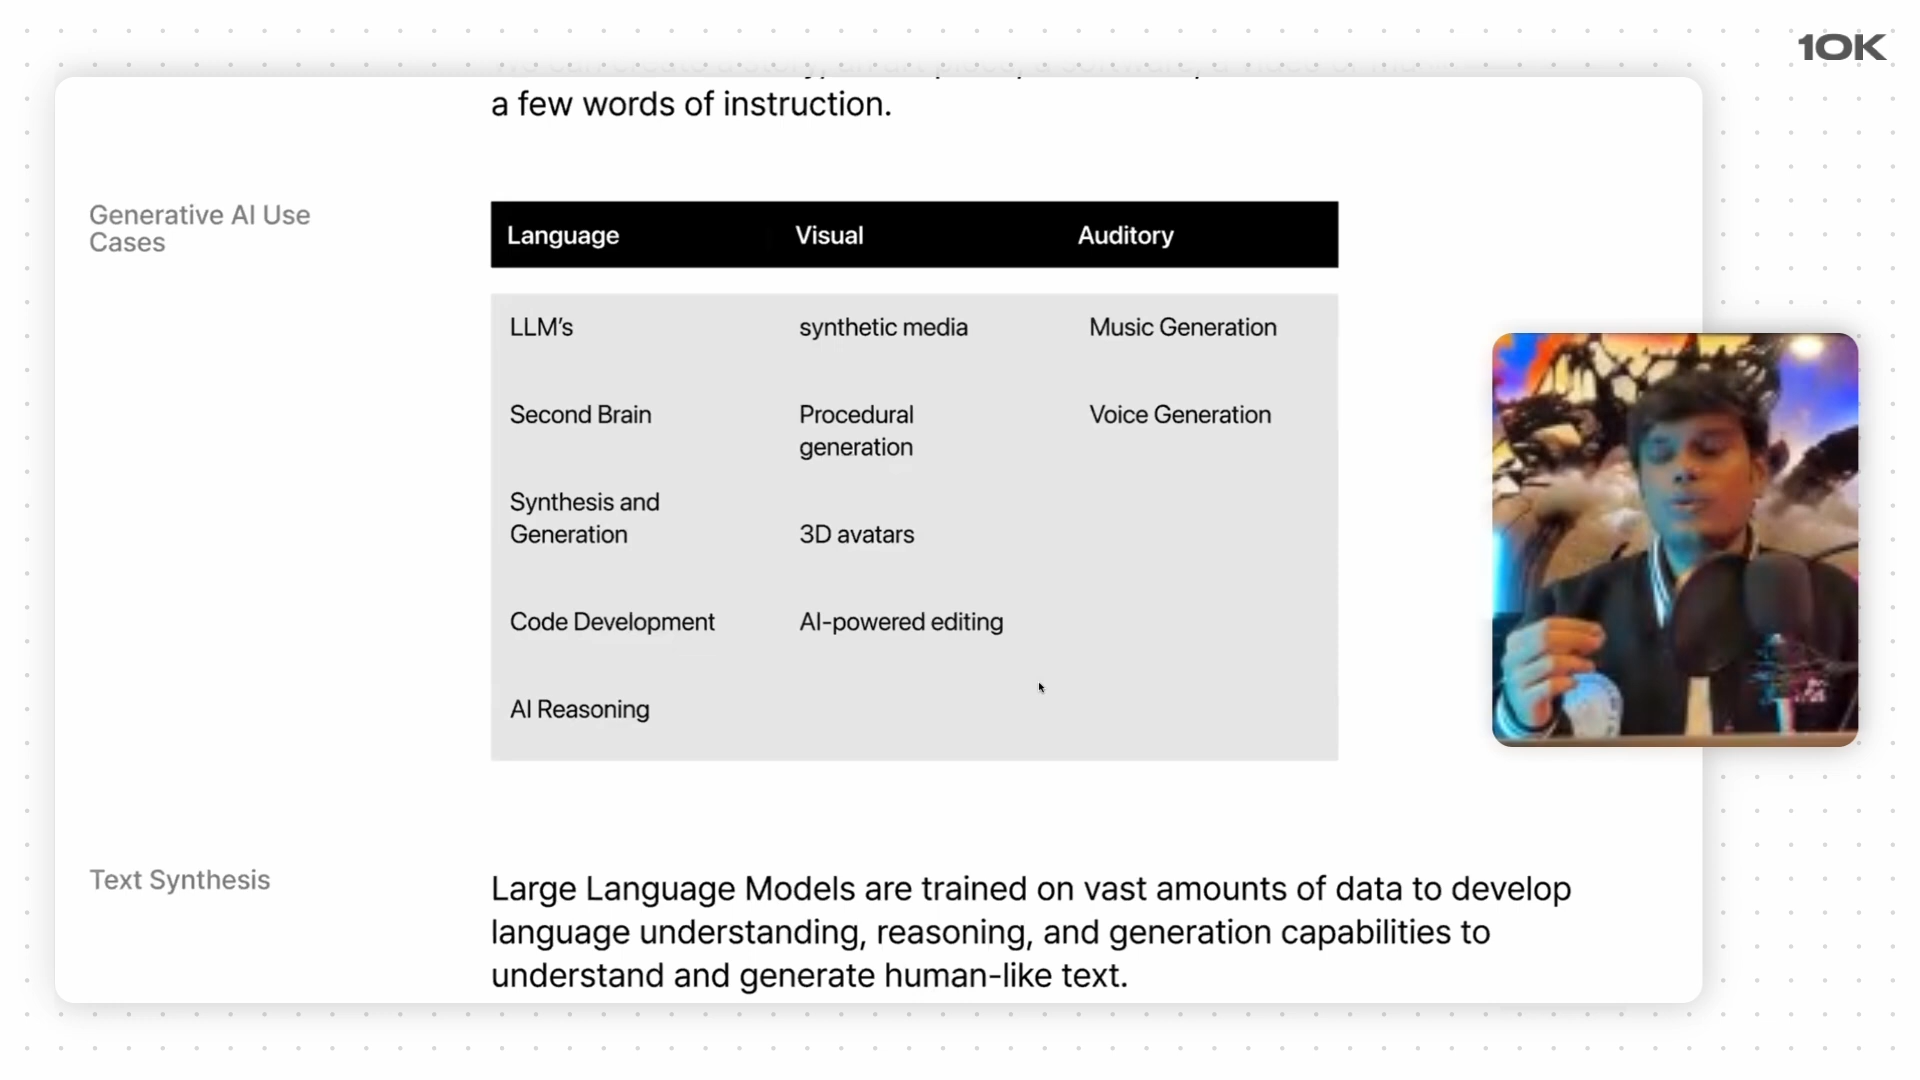 10K
a few words of instruction.
Generative AI Use
Cases
Language Visual Auditory
LLM's synthetic media Music Generation
Second Brain Procedural Voice Generation
generation
Synthesis and
Generation 3D avatars
Code Development AI-powered editing
AI Reasoning
Text Synthesis
Large Language Models are trained on vast amounts of data to develop
language understanding, reasoning, and generation capabilities to
understand and generate human-like text.